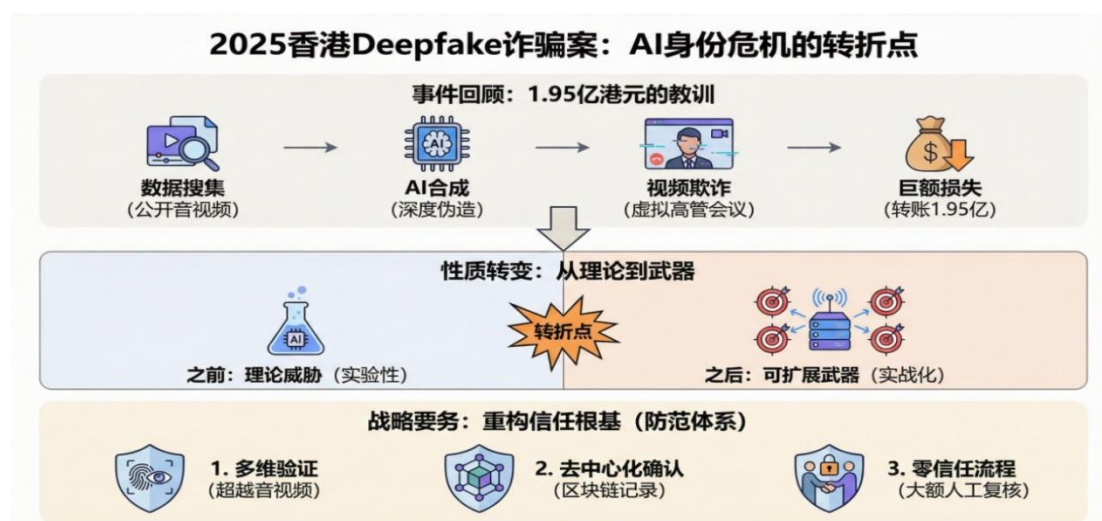 2025香港Deepfake诈骗案：AI身份危机的转折点
事件回顾：1.95亿港元的教训
AI
$
数据搜集
(公开音视频)
AI合成
(深度伪造)
视频欺诈
(虚拟高管会议)
巨额损失
(转账1.95亿)
性质转变：从理论到武器
AI
转折点
之前：理论威胁（实验性）
之后：可扩展武器（实战化）
战略要务：重构信任根基（防范体系）
1. 多维验证
(超越音视频)
2. 去中心化确认
(区块链记录)
3. 零信任流程
(大额人工复核)